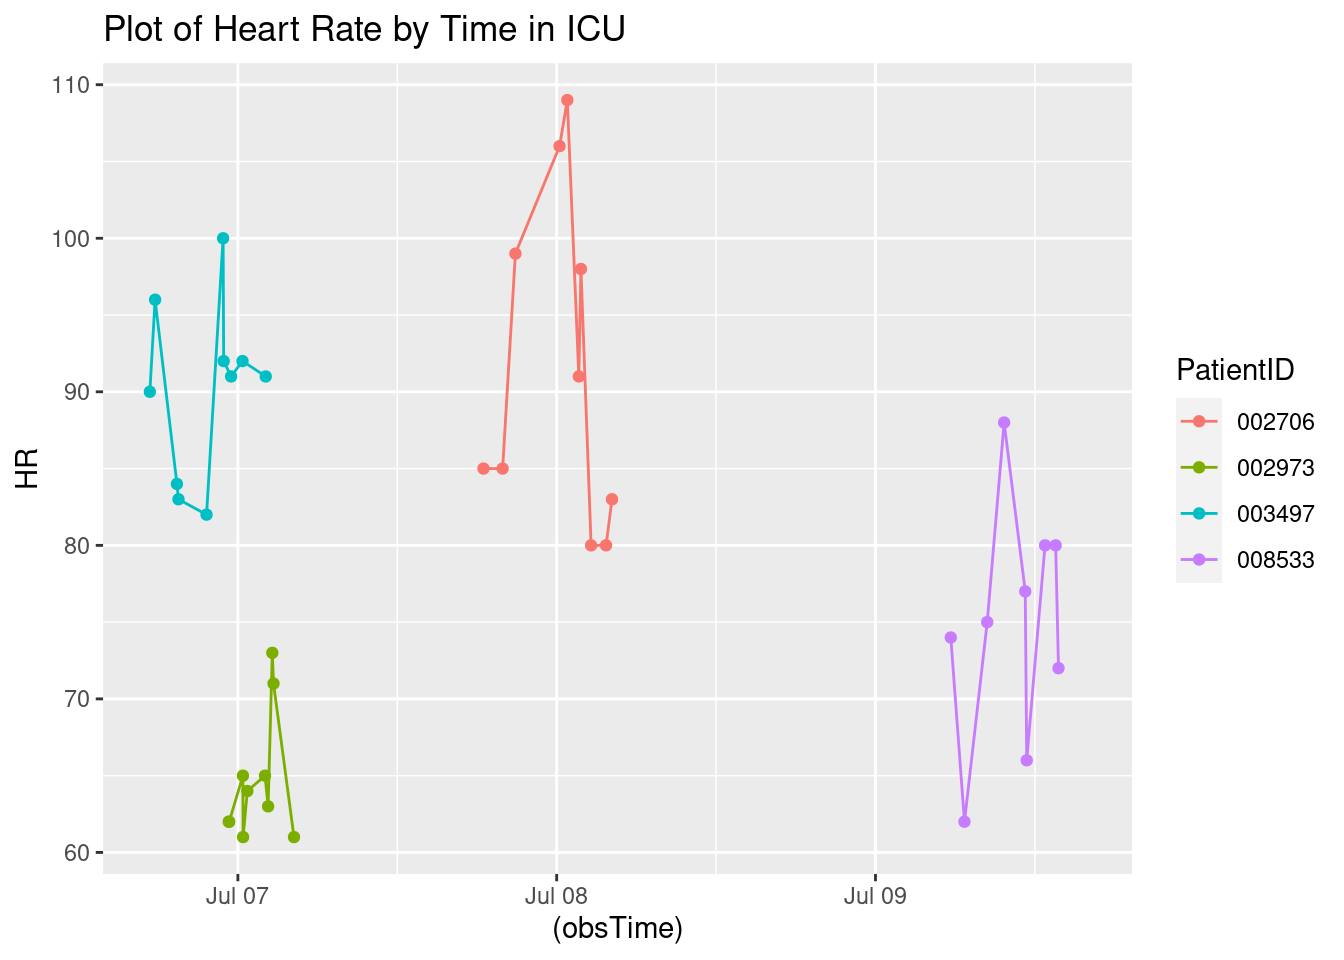 Plot of Heart Rate by Time in ICU
110
100
90
80
70
60
HR
Jul 07
Jul 08
Jul 09
(obsTime)
PatientID
002706
002973
003497
008533